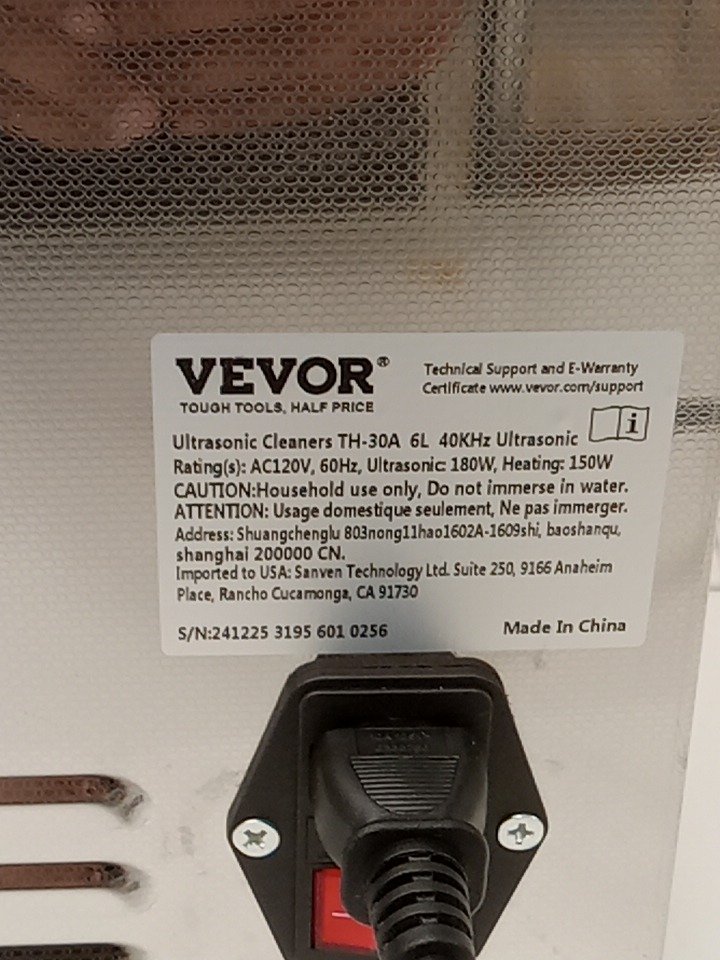 VEVOR®
TOUGH TOOLS, HALF PRICE
Technical Support and E-Warranty
Certificate www.vevor.com/support
Ultrasonic Cleaners TH-30A 6L 40KHz Ultrasonic
Rating(s): AC120V, 60Hz, Ultrasonic: 180W, Heating: 150W
CAUTION:Household use only, Do not immerse in water.
ATTENTION: Usage domestique seulement, Ne pas immerger.
Address: Shuangchenglu 803nong11hao1602A-1609shi, baoshanqu,
shanghai 200000 CN.
Imported to USA: Sanven Technology Ltd. Suite 250, 9166 Anaheim
Place, Rancho Cucamonga, CA 91730
S/N:241225 3195 601 0256
Made In China